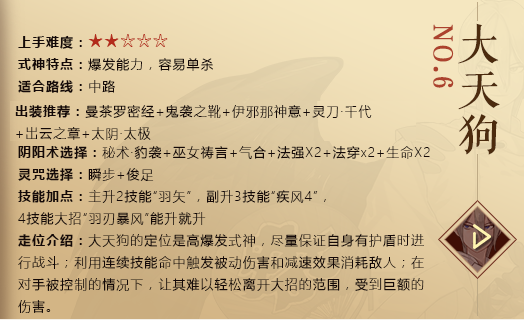 大天狗
NO.6
上手难度：★★☆☆☆
式神特点：爆发能力，容易单杀
适合路线：中路
出装推荐：曼荼罗密经+鬼袭之靴+伊邪那神意+灵刀·千代
+出云之章+太阴·太极
阴阳术选择：秘术·豹袭+巫女祷言+气合+法强X2+法穿x2+生命X2
灵咒选择：瞬步+俊足
技能加点：主升2技能“羽矢”，副升3技能“疾风4”，
4技能大招“羽刃暴风”能升就升
走位介绍：大天狗的定位是高爆发式神，尽量保证自身有护盾时进
行战斗；利用连续技能命中触发被动伤害和减速效果消耗敌人；在
对手被控制的情况下，让其难以轻松离开大招的范围，受到巨额的
伤害。